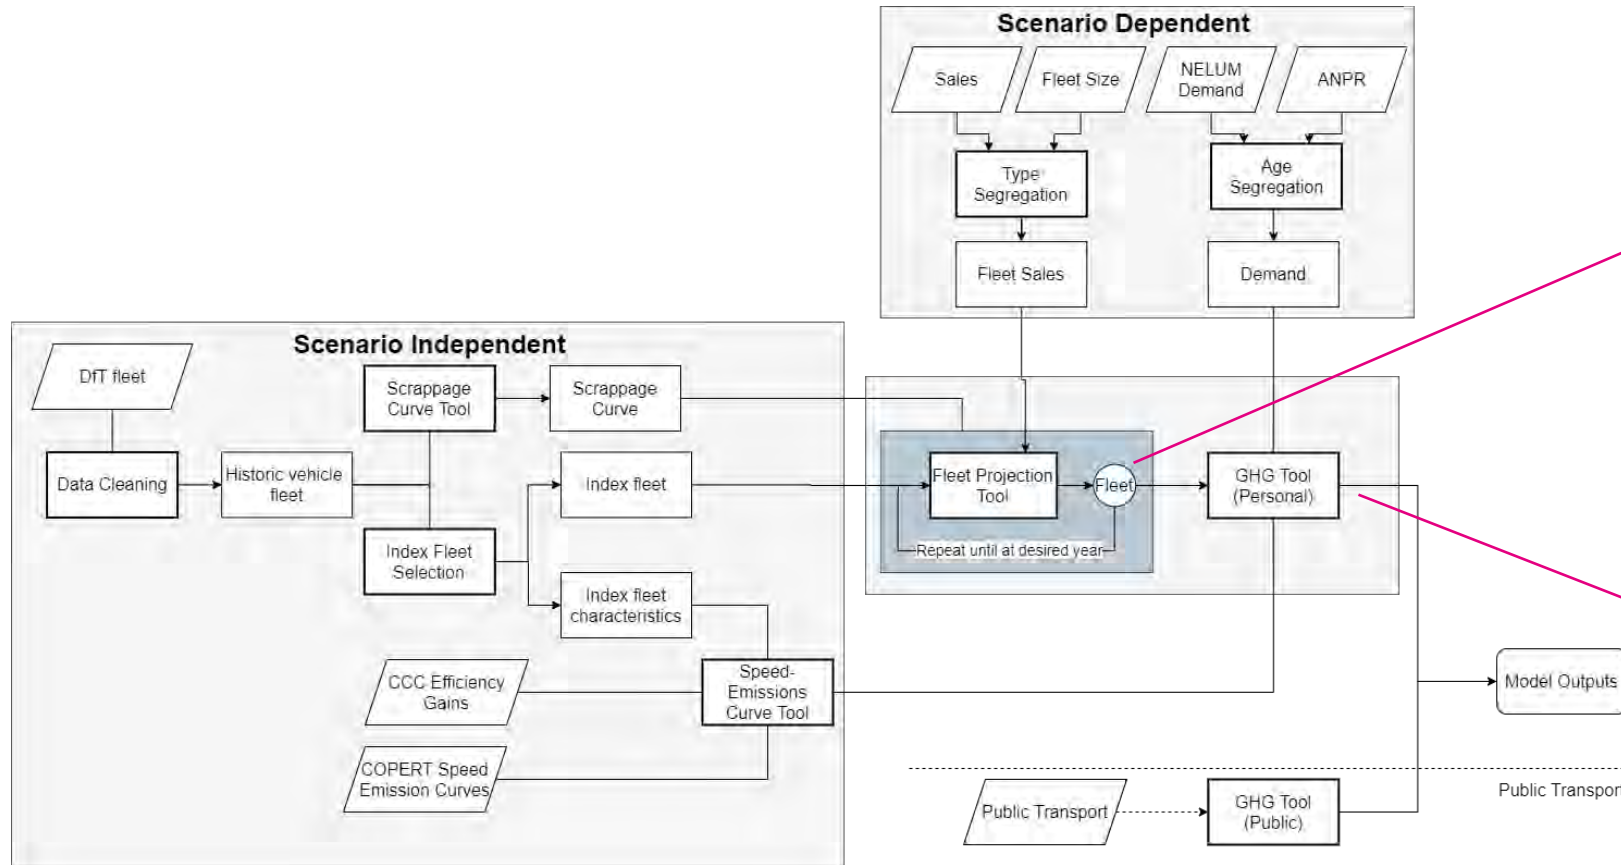 Scenario Dependent
Sales
Fleet Size
NELUM
Demand
ANPR
Type
Segregation
Age
Segregation
Fleet Sales
Demand
Scenario Independent
DfT fleet
Scrappage
Curve Tool
Scrappage
Curve
Data Cleaning
Historic vehicle
fleet
Index fleet
Index Fleet
Selection
Index fleet
characteristics
Fleet Projection
Tool
Fleet
GHG Tool
(Personal)
Repeat until at desired year
CCC Efficiency
Gains
Speed-
Emissions
Curve Tool
Model Outputs
COPERT Speed
Emission Curves
Public Transport
GHG Tool
(Public)
Public Transport